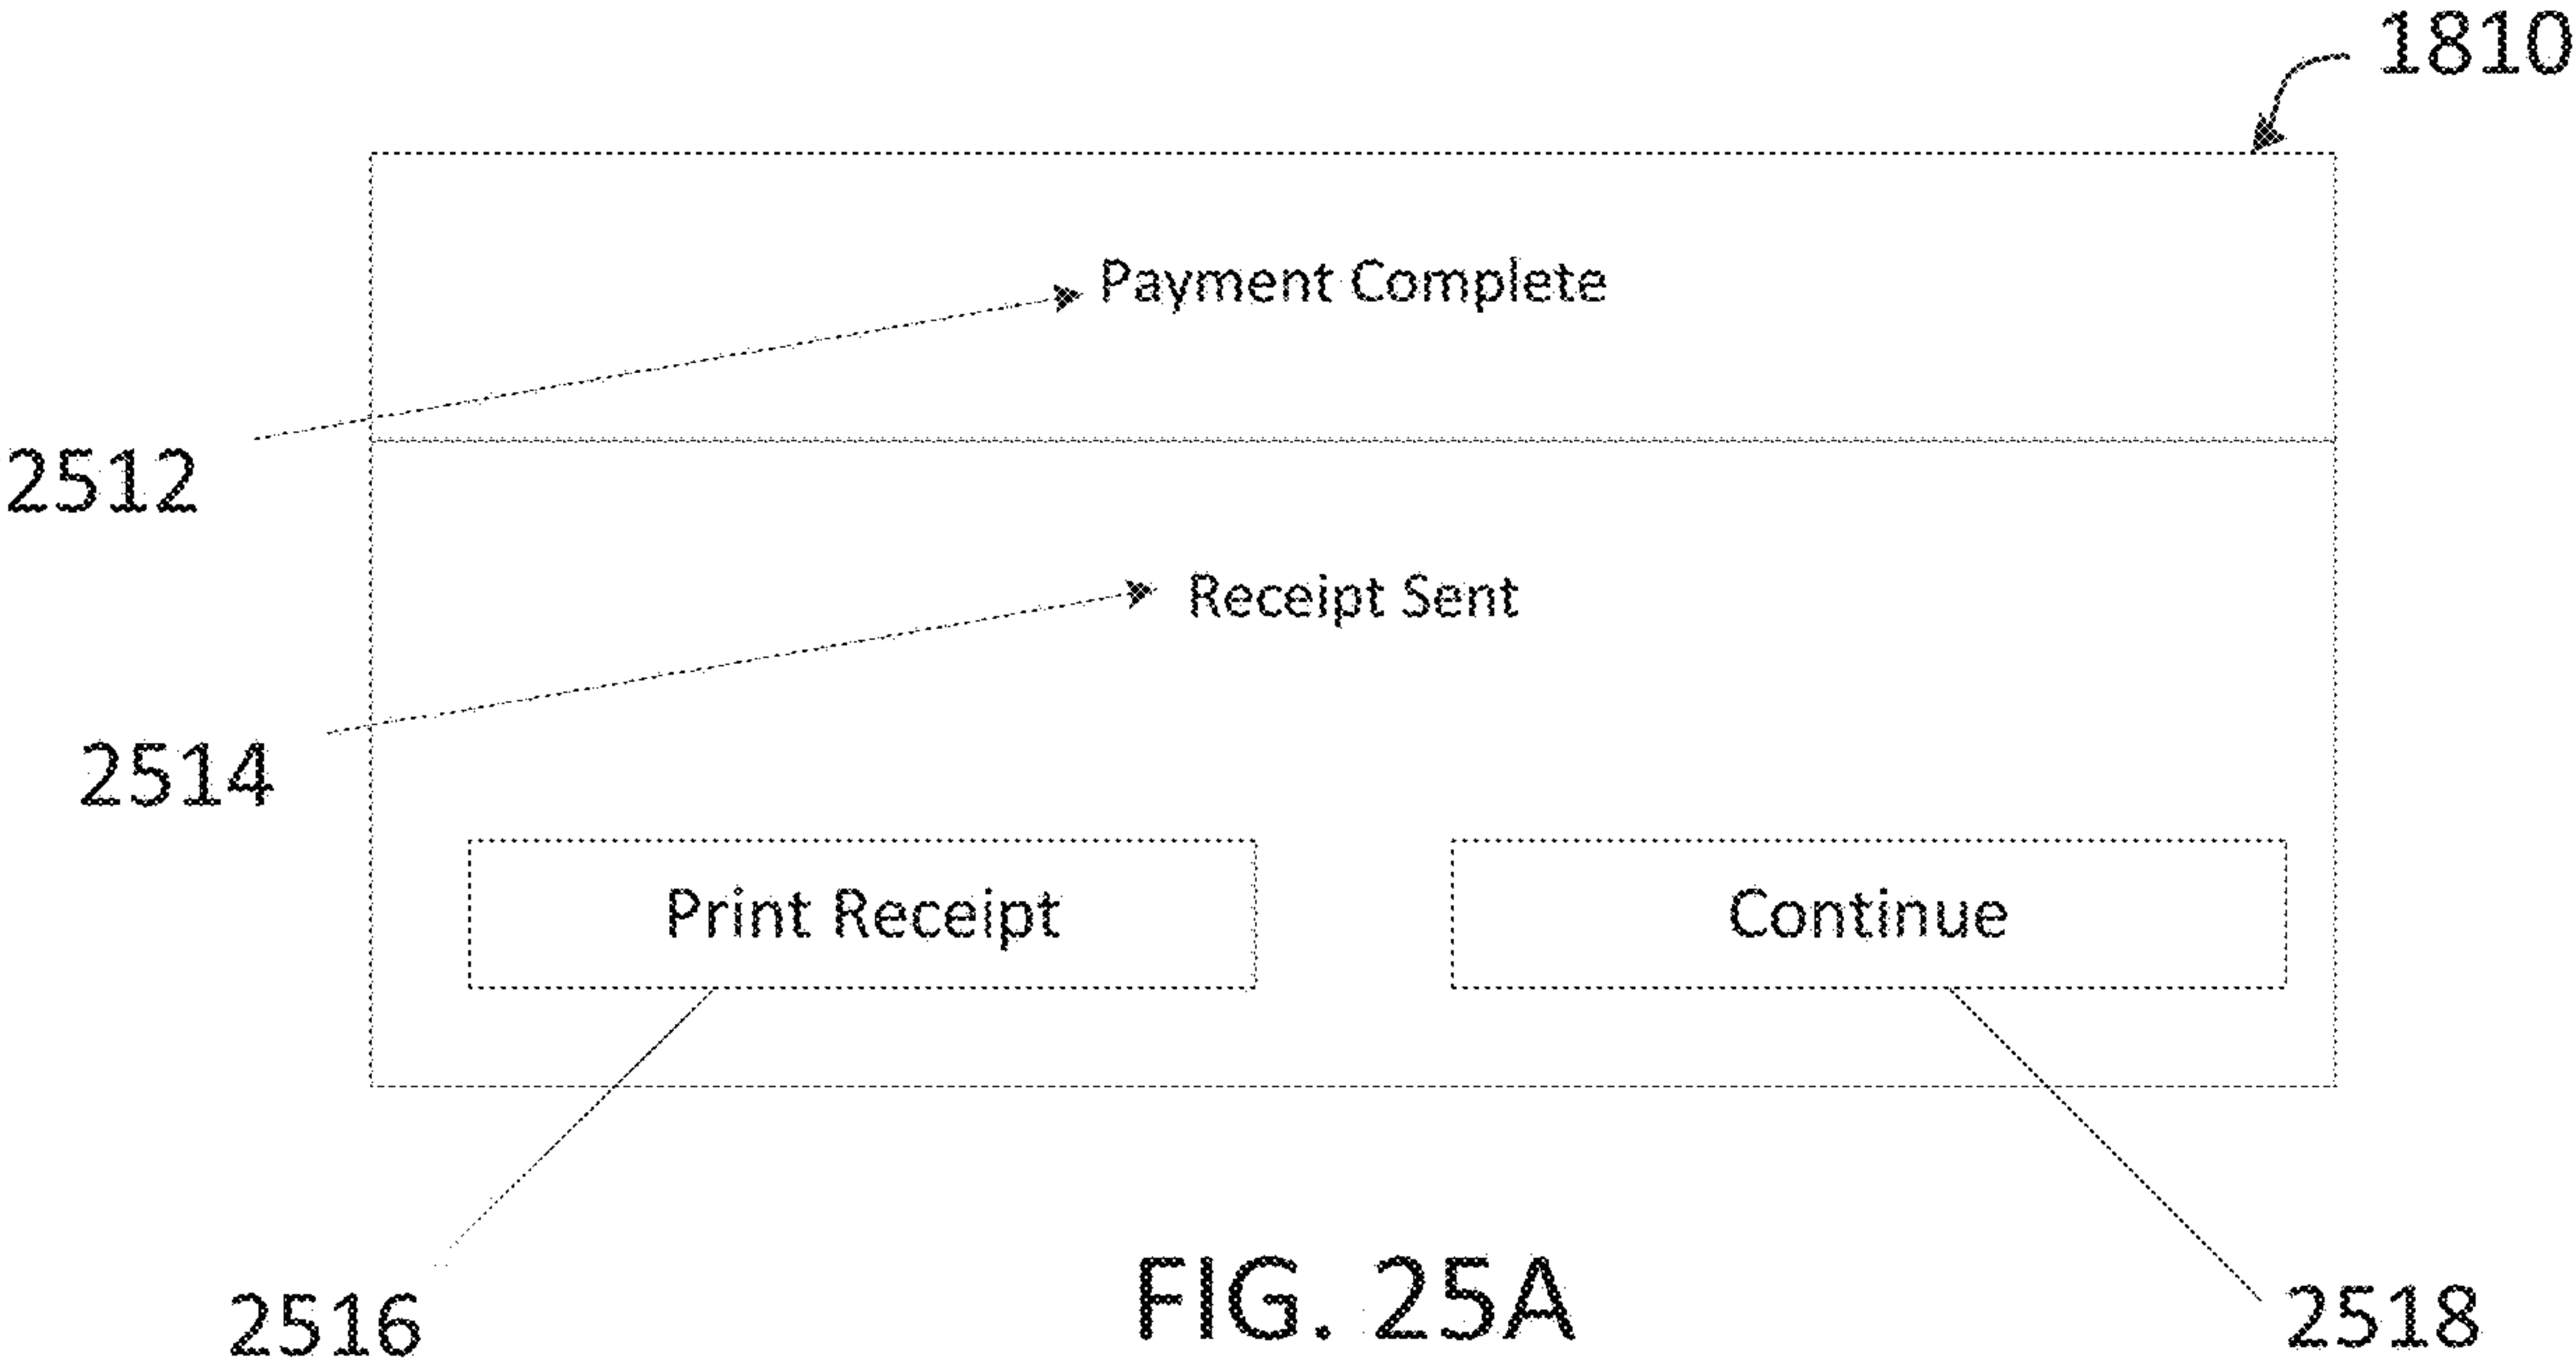 1810
Payment Complete
2512
Receipt Sent
2514
Print Receipt
Continue
2516
FIG. 25A
2518